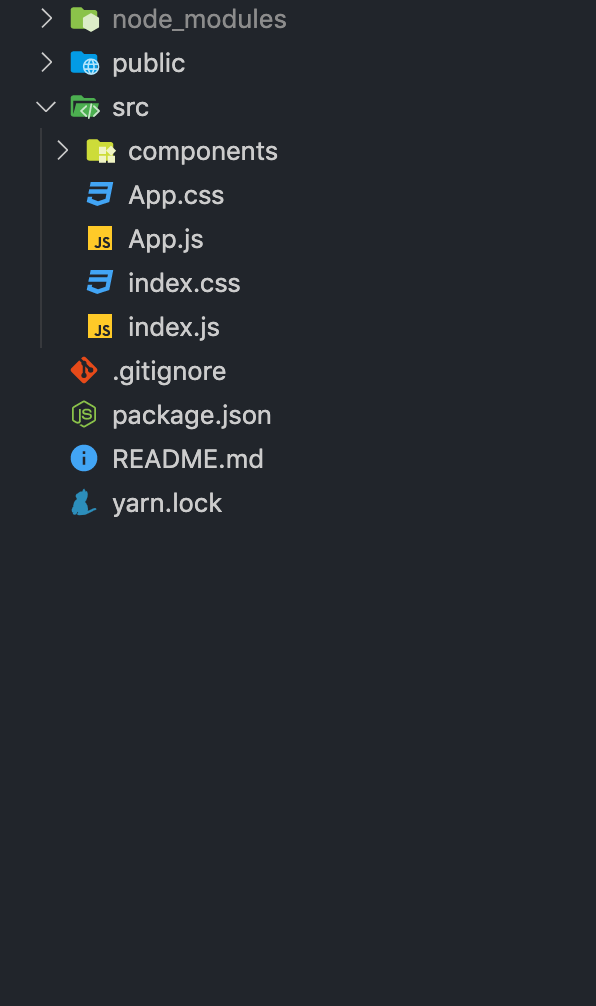 node_modules
public
src
components
App.css
JS App.js
index.css
JS index.js
.gitignore
JS package.json
i README.md
yarn.lock